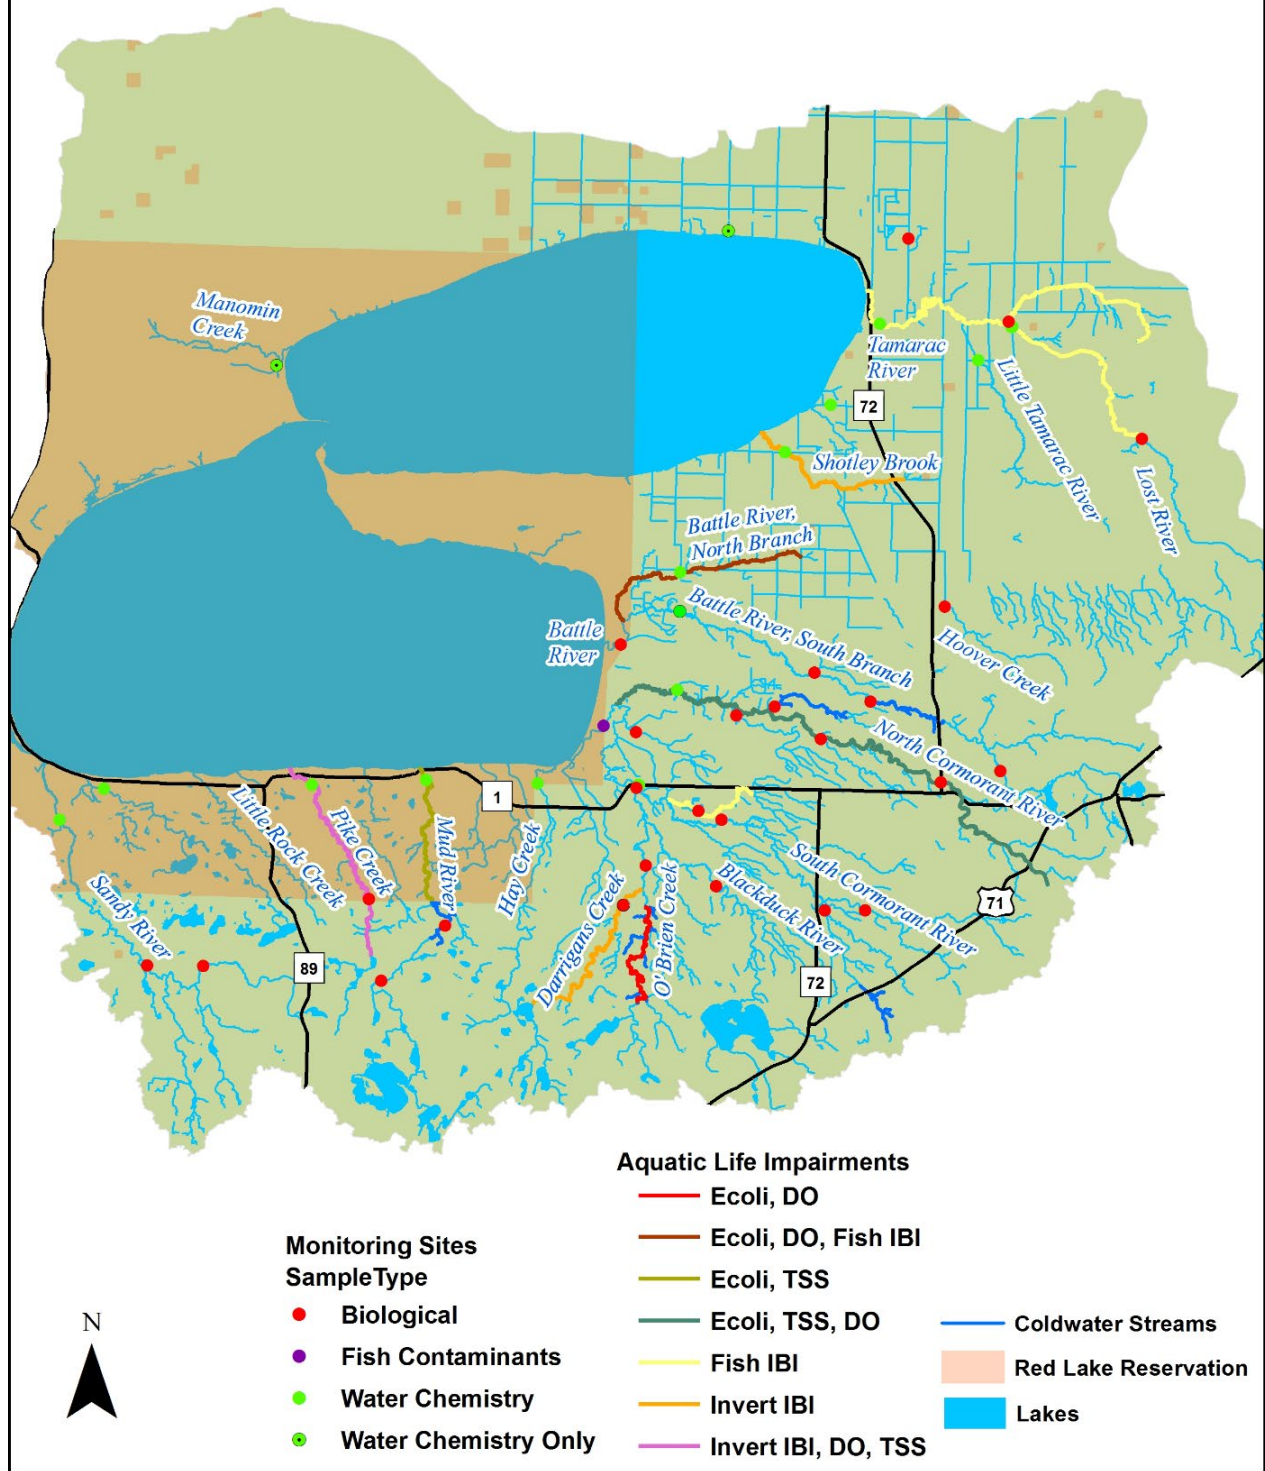 Manomin
Creek
Tamarac
River
72
Little Tamarac River
Lost River
Shotley Brook
Battle River,
North Branch
Battle River, South Branch
Battle
River
Hoover Creek
North Cormorant River
1
Little Rock Creek
Pike Creek
Mud River
Hay Creek
Sandy River
Darrigans Creek
O' Brien Creek
Blackduck River
South Cormorant River
71
89
72
Aquatic Life Impairments
Ecoli, DO
Ecoli, DO, Fish IBI
Ecoli, TSS
Ecoli, TSS, DO
Fish IBI
Invert IBI
Invert IBI, DO, TSS
Monitoring Sites
SampleType
Biological
Fish Contaminants
Water Chemistry
Water Chemistry Only
Coldwater Streams
Red Lake Reservation
Lakes
N